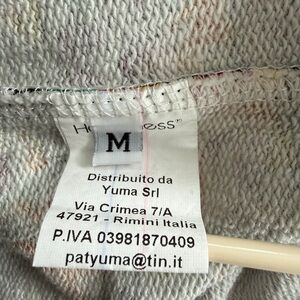 M
Distribuito da
Yuma Srl
Via Crimea 7/A
47921 - Rimini Italia
P.IVA 03981870409
patyuma@tin.it